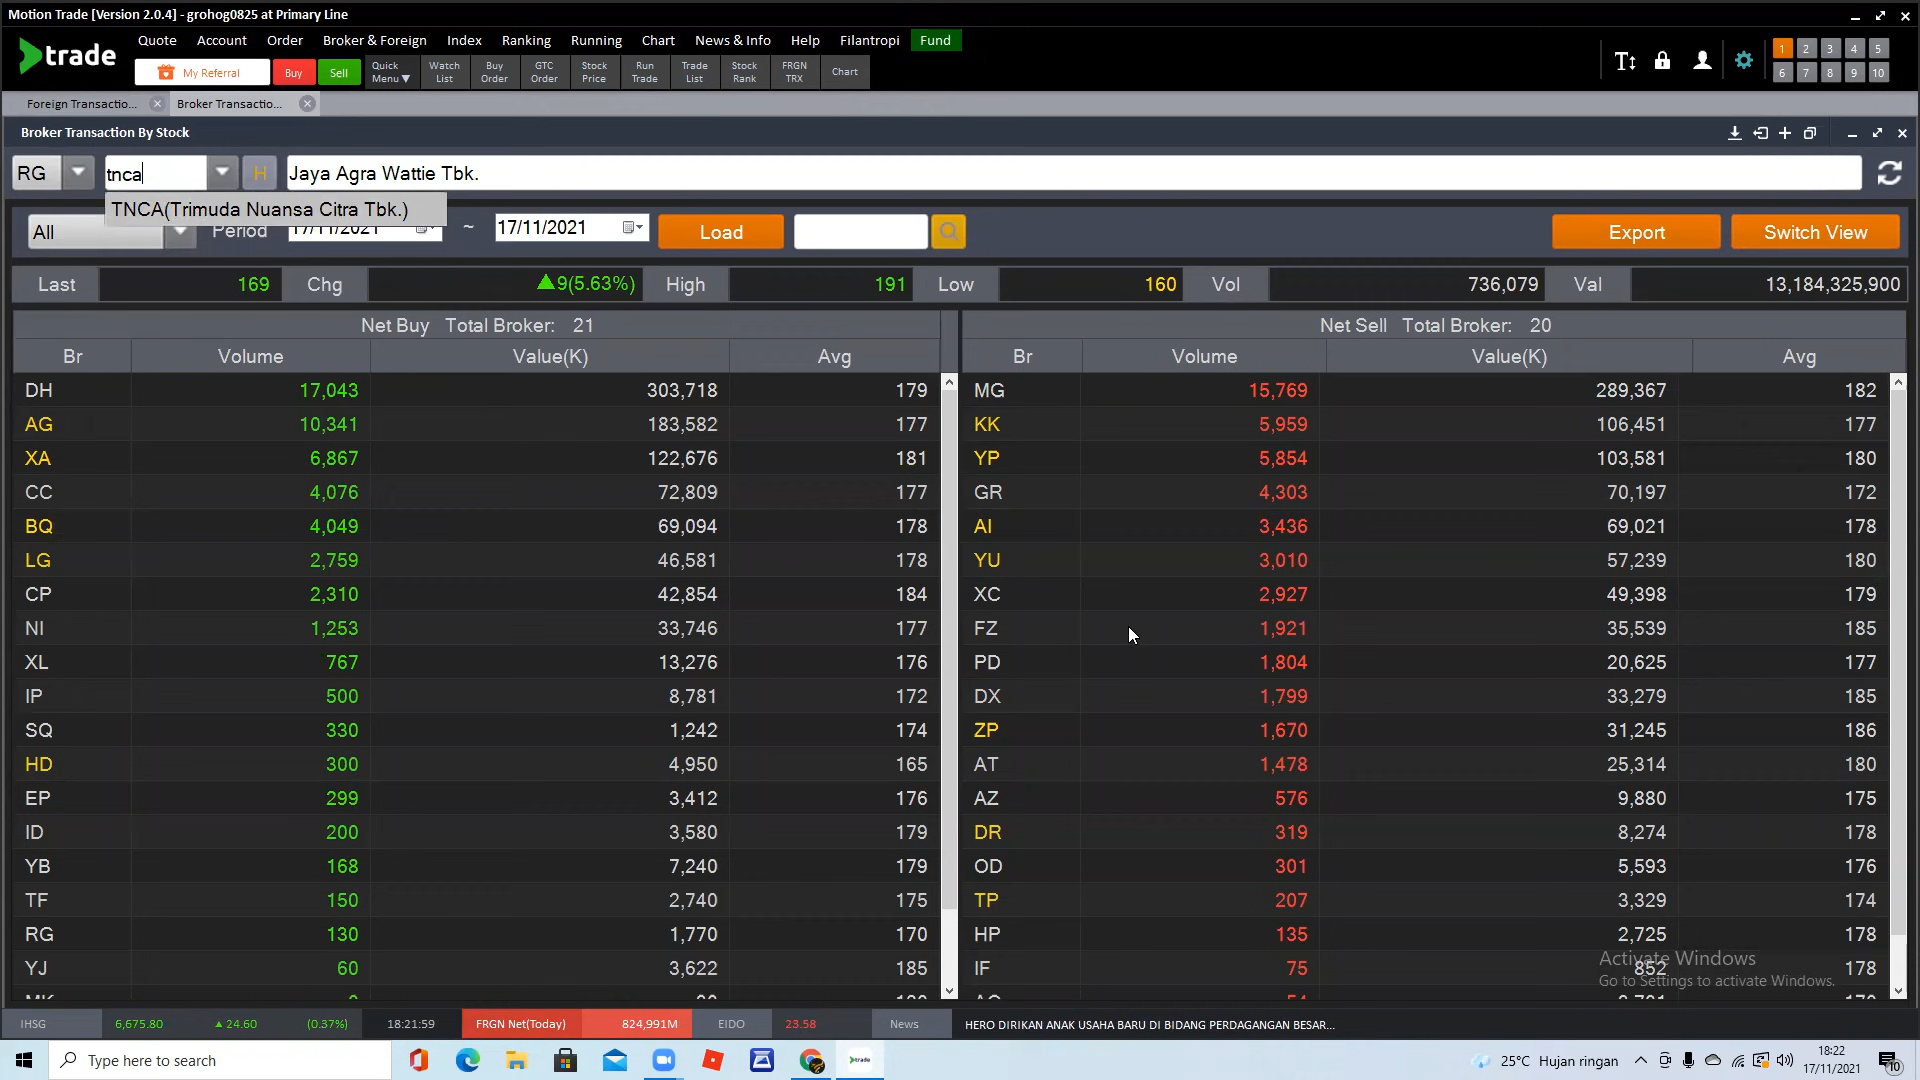 Motion Trade [Version 2.0.4] - grohog0825 at Primary Line
trade
Quote Account Order Broker & Foreign Index Ranking Running Chart News & Info Help Filantropi Fund
My Referral Buy Sell Quick Menu ▼ Watch List Buy Order GTC Order Stock Price Run Trade Trade List Stock Rank FRGN TRX Chart
1 2 3 4 5
6 7 8 9 10
Foreign Transactio... Broker Transactio...
Broker Transaction By Stock
RG tnca H Jaya Agra Wattie Tbk.
TNCA(Trimuda Nuansa Citra Tbk.)
All Period 17/11/2021 ~ 17/11/2021 Load Export Switch View
Last 169 Chg ▲9(5.63%) High 191 Low 160 Vol 736,079 Val 13,184,325,900
Net Buy Total Broker: 21 Net Sell Total Broker: 20
Br Volume Value(K) Avg Br Volume Value(K) Avg
DH 17,043 303,718 179 MG 15,769 289,367 182
AG 10,341 183,582 177 KK 5,959 106,451 177
XA 6,867 122,676 181 YP 5,854 103,581 180
CC 4,076 72,809 177 GR 4,303 70,197 172
BQ 4,049 69,094 178 AI 3,436 69,021 178
LG 2,759 46,581 178 YU 3,010 57,239 180
CP 2,310 42,854 184 XC 2,927 49,398 179
NI 1,253 33,746 177 FZ 1,921 35,539 185
XL 767 13,276 176 PD 1,804 20,625 177
IP 500 8,781 172 DX 1,799 33,279 185
SQ 330 1,242 174 ZP 1,670 31,245 186
HD 300 4,950 165 AT 1,478 25,314 180
EP 299 3,412 176 AZ 576 9,880 175
ID 200 3,580 179 DR 319 8,274 178
YB 168 7,240 179 OD 301 5,593 176
TF 150 2,740 175 TP 207 3,329 174
RG 130 1,770 170 HP 135 2,725 178
YJ 60 3,622 185 IF 75 852 178
Activate Windows
Go to Settings to activate Windows.
IHSG 6,675.80 ▲ 24.60 (0.37%) 18:21:59 FRGN Net(Today) 824,991M EIDO 23.58 News HERO DIRIKAN ANAK USAHA BARU DI BIDANG PERDAGANGAN BESAR...
Type here to search trade 25°C Hujan ringan 18:22
17/11/2021 10